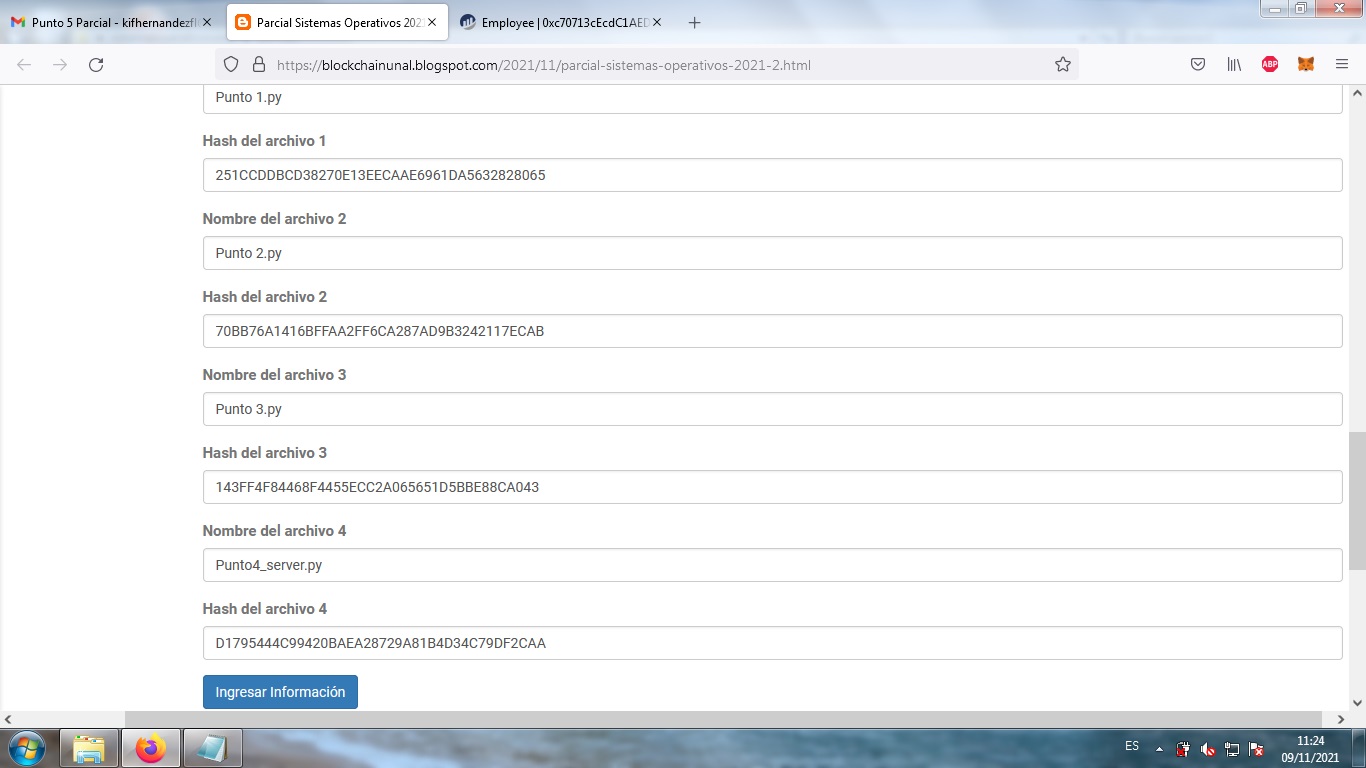 Punto 5 Parcial - kifhernandezfl
Parcial Sistemas Operativos 202
Employee | 0xc70713cEcdC1AED
https://blockchainunal.blogspot.com/2021/11/parcial-sistemas-operativos-2021-2.html
ABP
Punto 1.py
Hash del archivo 1
251CCDDBCD38270E13EECAAE6961DA5632828065
Nombre del archivo 2
Punto 2.py
Hash del archivo 2
70BB76A1416BFFAA2FF6CA287AD9B3242117ECAB
Nombre del archivo 3
Punto 3.py
Hash del archivo 3
143FF4F84468F4455ECC2A065651D5BBE88CA043
Nombre del archivo 4
Punto4_server.py
Hash del archivo 4
D1795444C99420BAEA28729A81B4D34C79DF2CAA
Ingresar Información
ES
11:24
09/11/2021